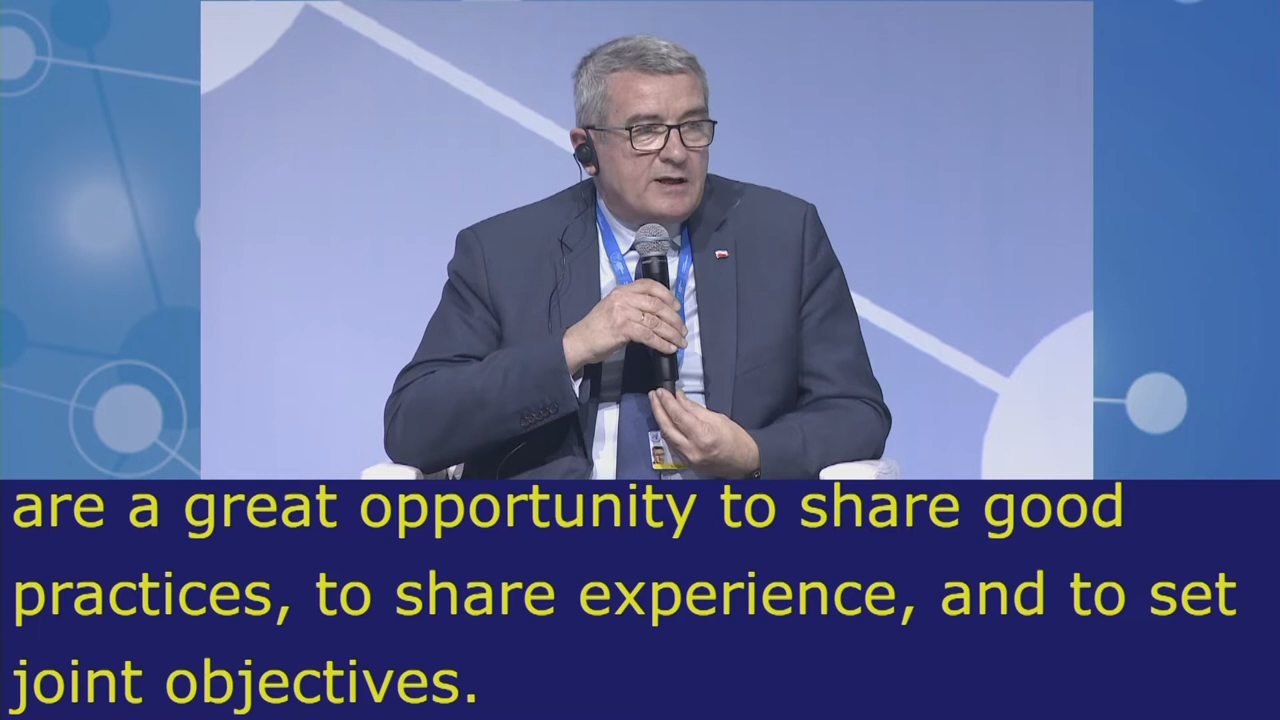 are a great opportunity to share good
practices, to share experience, and to set
joint objectives.